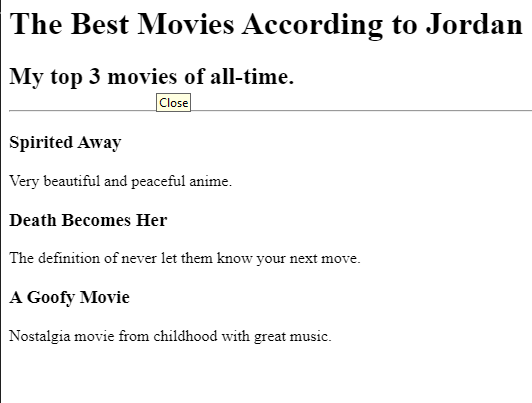 The Best Movies According to Jordan
My top 3 movies of all-time.
Close
Spirited Away
Very beautiful and peaceful anime.
Death Becomes Her
The definition of never let them know your next move.
A Goofy Movie
Nostalgia movie from childhood with great music.